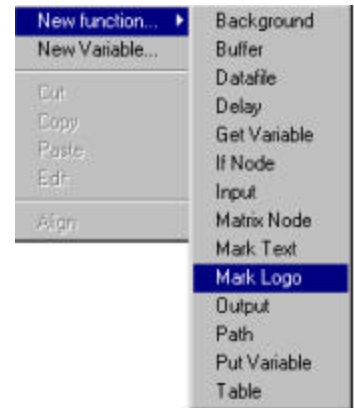 New function...
New Variable...
Cut
Copy
Paste
Edit
Align
Background
Buffer
Datafile
Delay
Get Variable
If Node
Input
Matrix Node
Mark Text
Mark Logo
Output
Path
Put Variable
Table